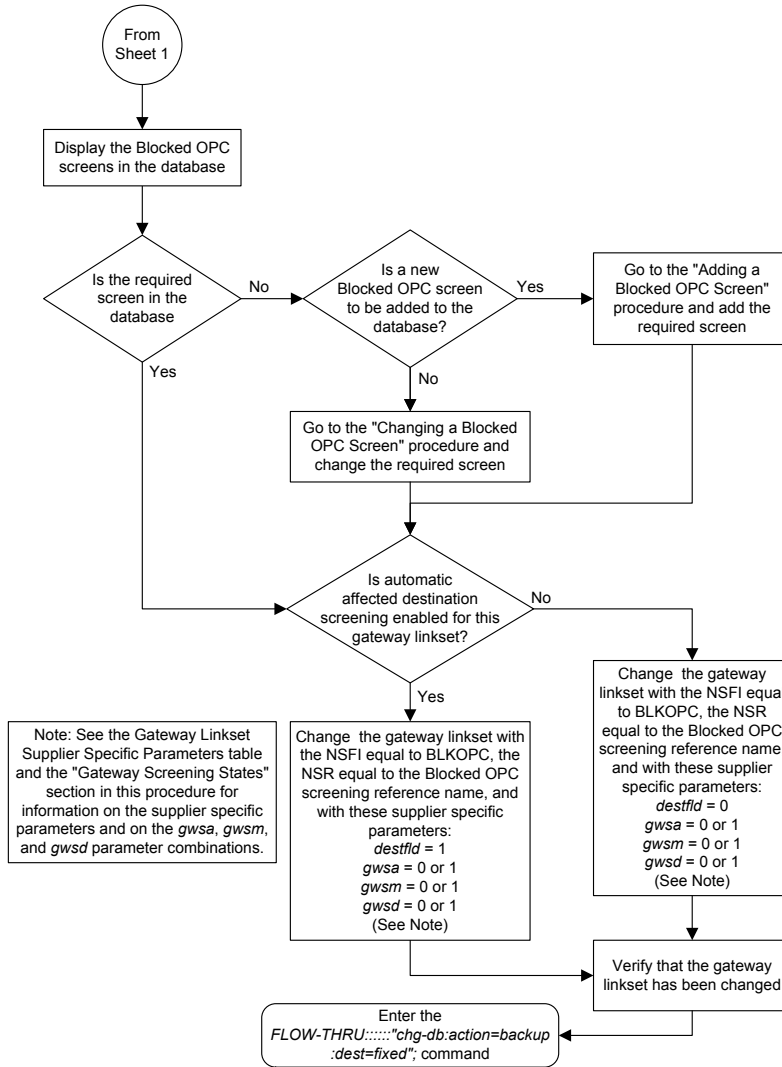 From
Sheet 1
Display the Blocked OPC
screens in the database
Is the required
screen in the
database
No
Yes
Is a new
Blocked OPC screen
to be added to the
database?
Yes
No
Go to the "Adding a
Blocked OPC Screen"
procedure and add the
required screen
Go to the "Changing a Blocked
OPC Screen" procedure and
change the required screen
Is automatic
affected destination
screening enabled for this
gateway linkset?
No
Yes
Note: See the Gateway Linkset
Supplier Specific Parameters table
and the "Gateway Screening States"
section in this procedure for
information on the supplier specific
parameters and on the gwsa, gwsm,
and gwsd parameter combinations.
Change the gateway linkset with
the NSFI equal to BLKOPC, the
NSR equal to the Blocked OPC
screening reference name, and
with these supplier specific
parameters:
destfld = 1
gwsa = 0 or 1
gwsm = 0 or 1
gwsd = 0 or 1
(See Note)
Change the gateway
linkset with the NSFI equal
to BLKOPC, the NSR
equal to the Blocked OPC
screening reference name,
and with these supplier
specific parameters:
destfld = 0
gwsa = 0 or 1
gwsm = 0 or 1
gwsd = 0 or 1
(See Note)
Verify that the gateway
linkset has been changed
Enter the
FLOW-THRU::::::"chg-db:action=backup
:dest=fixed"; command